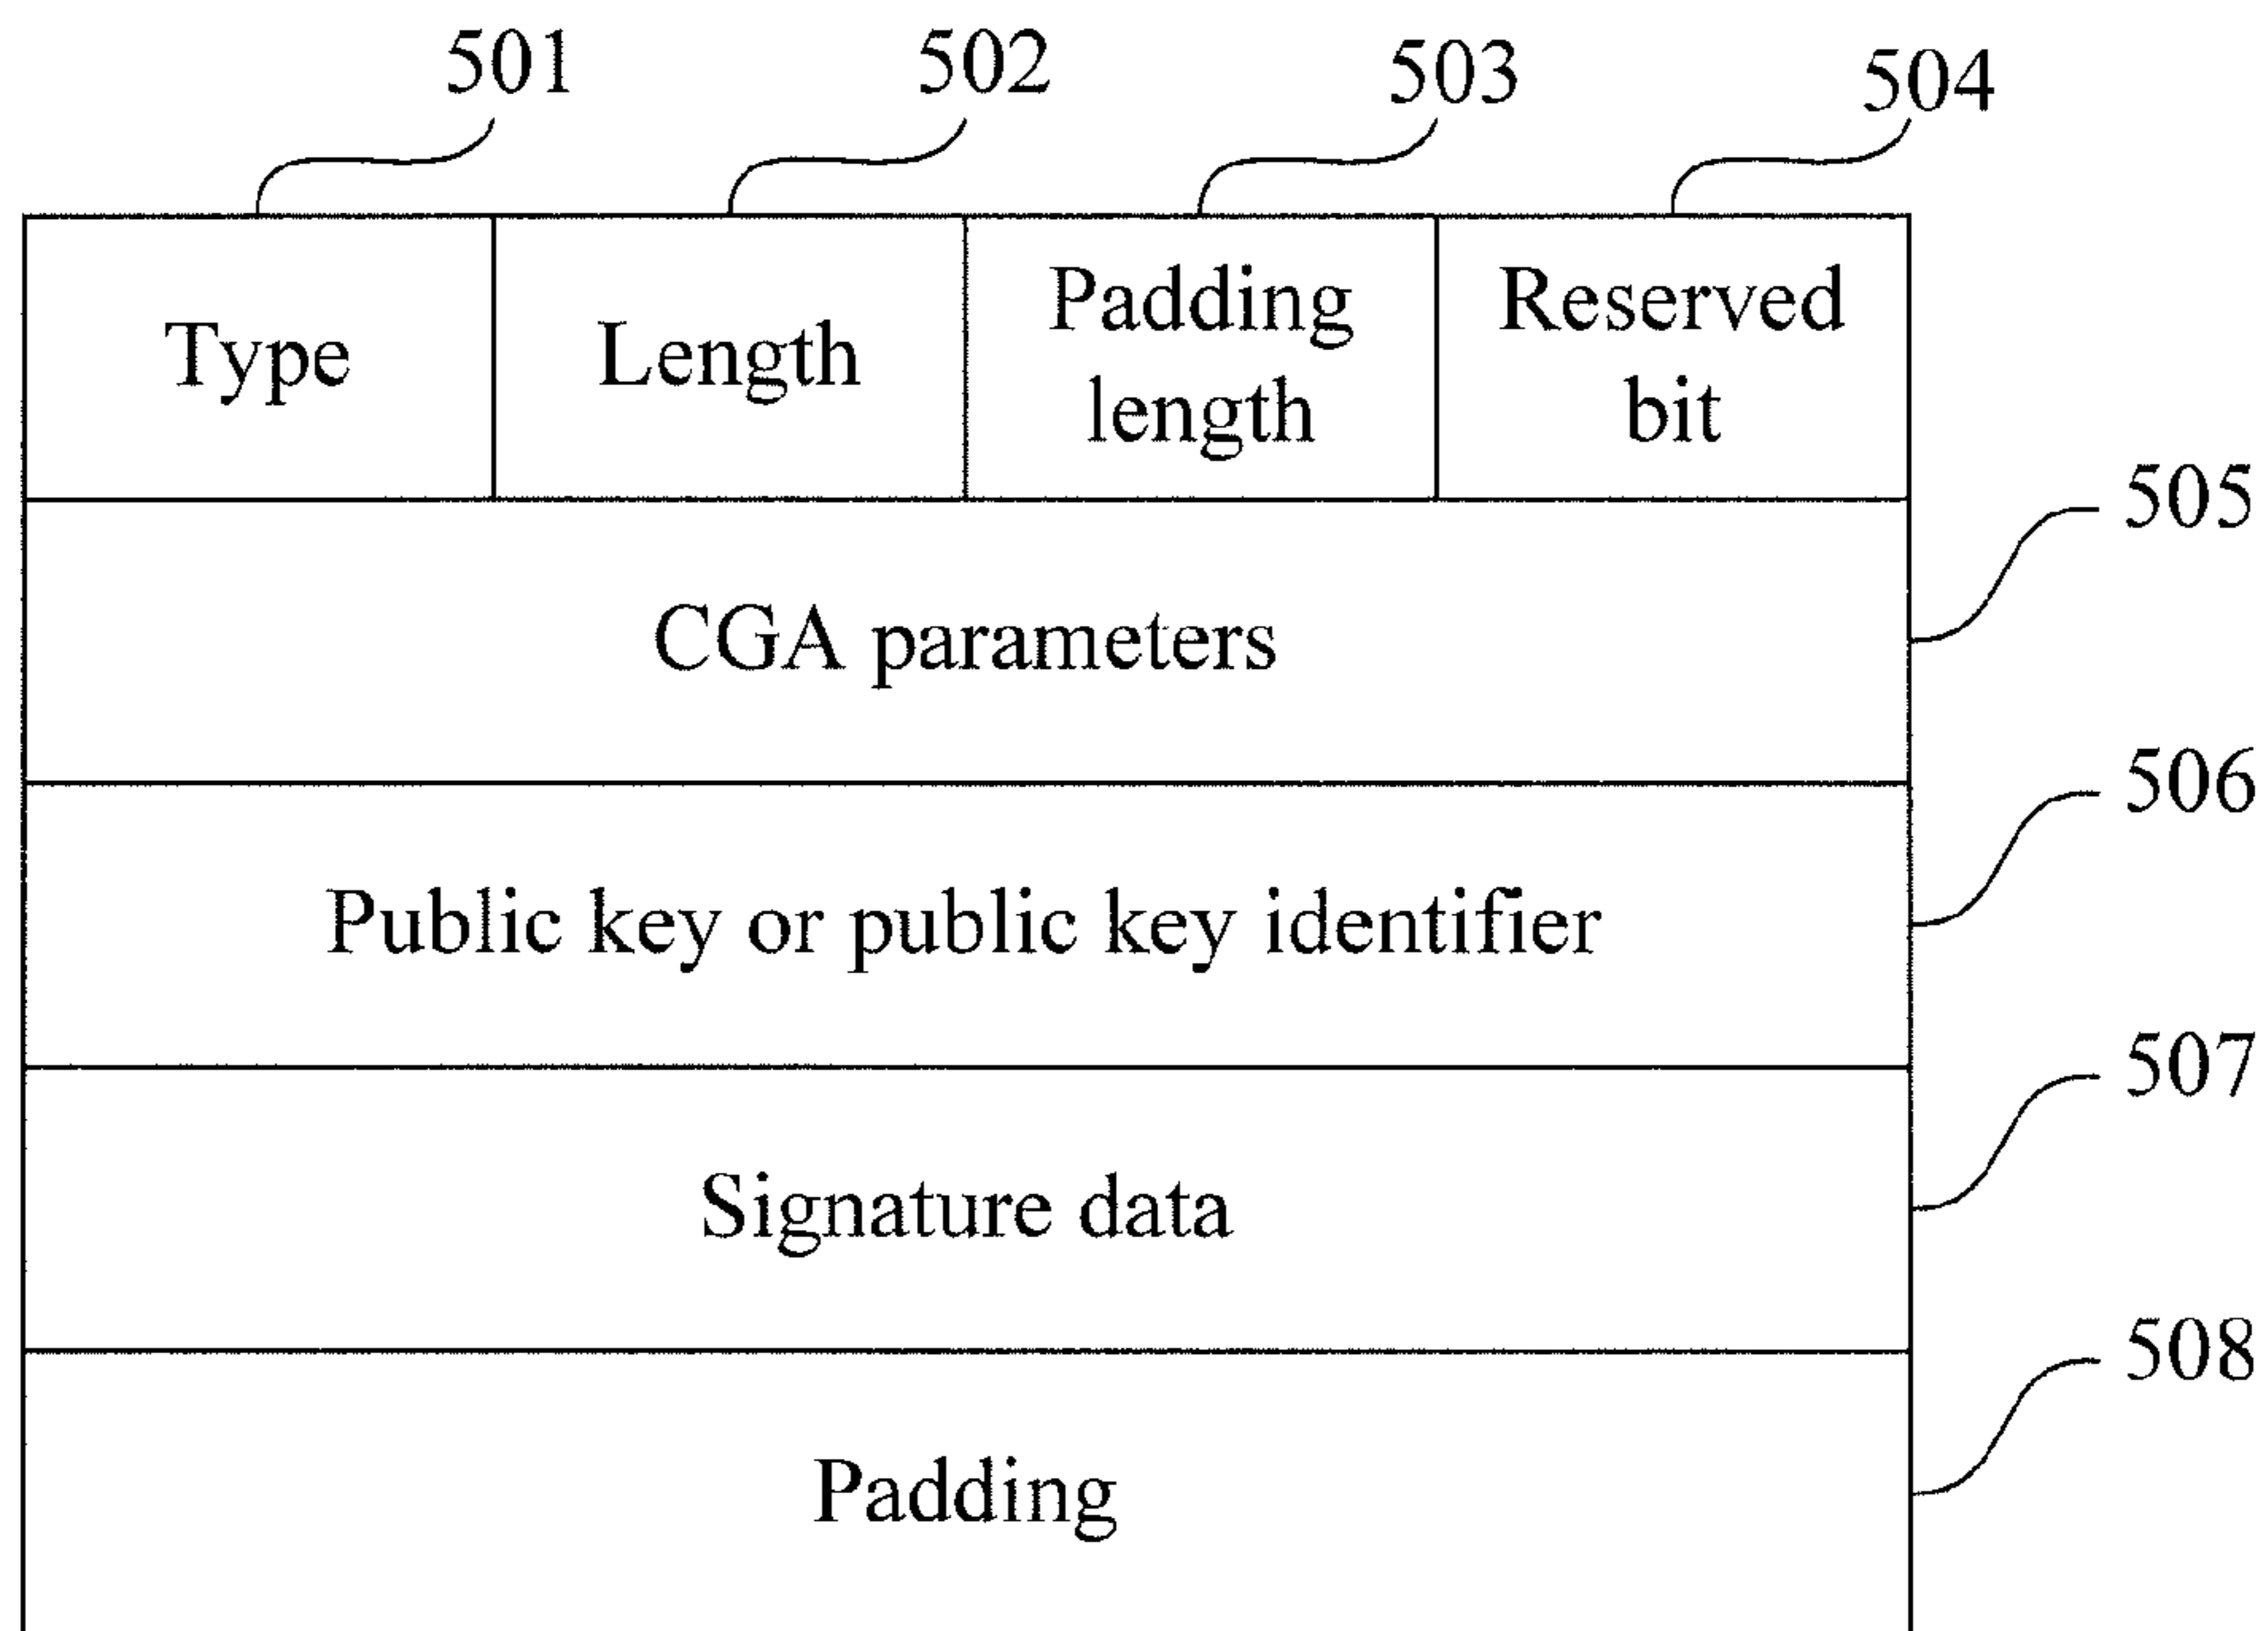 501 502 503 504
Type Length Padding length Reserved bit
505
CGA parameters
506
Public key or public key identifier
507
Signature data
508
Padding